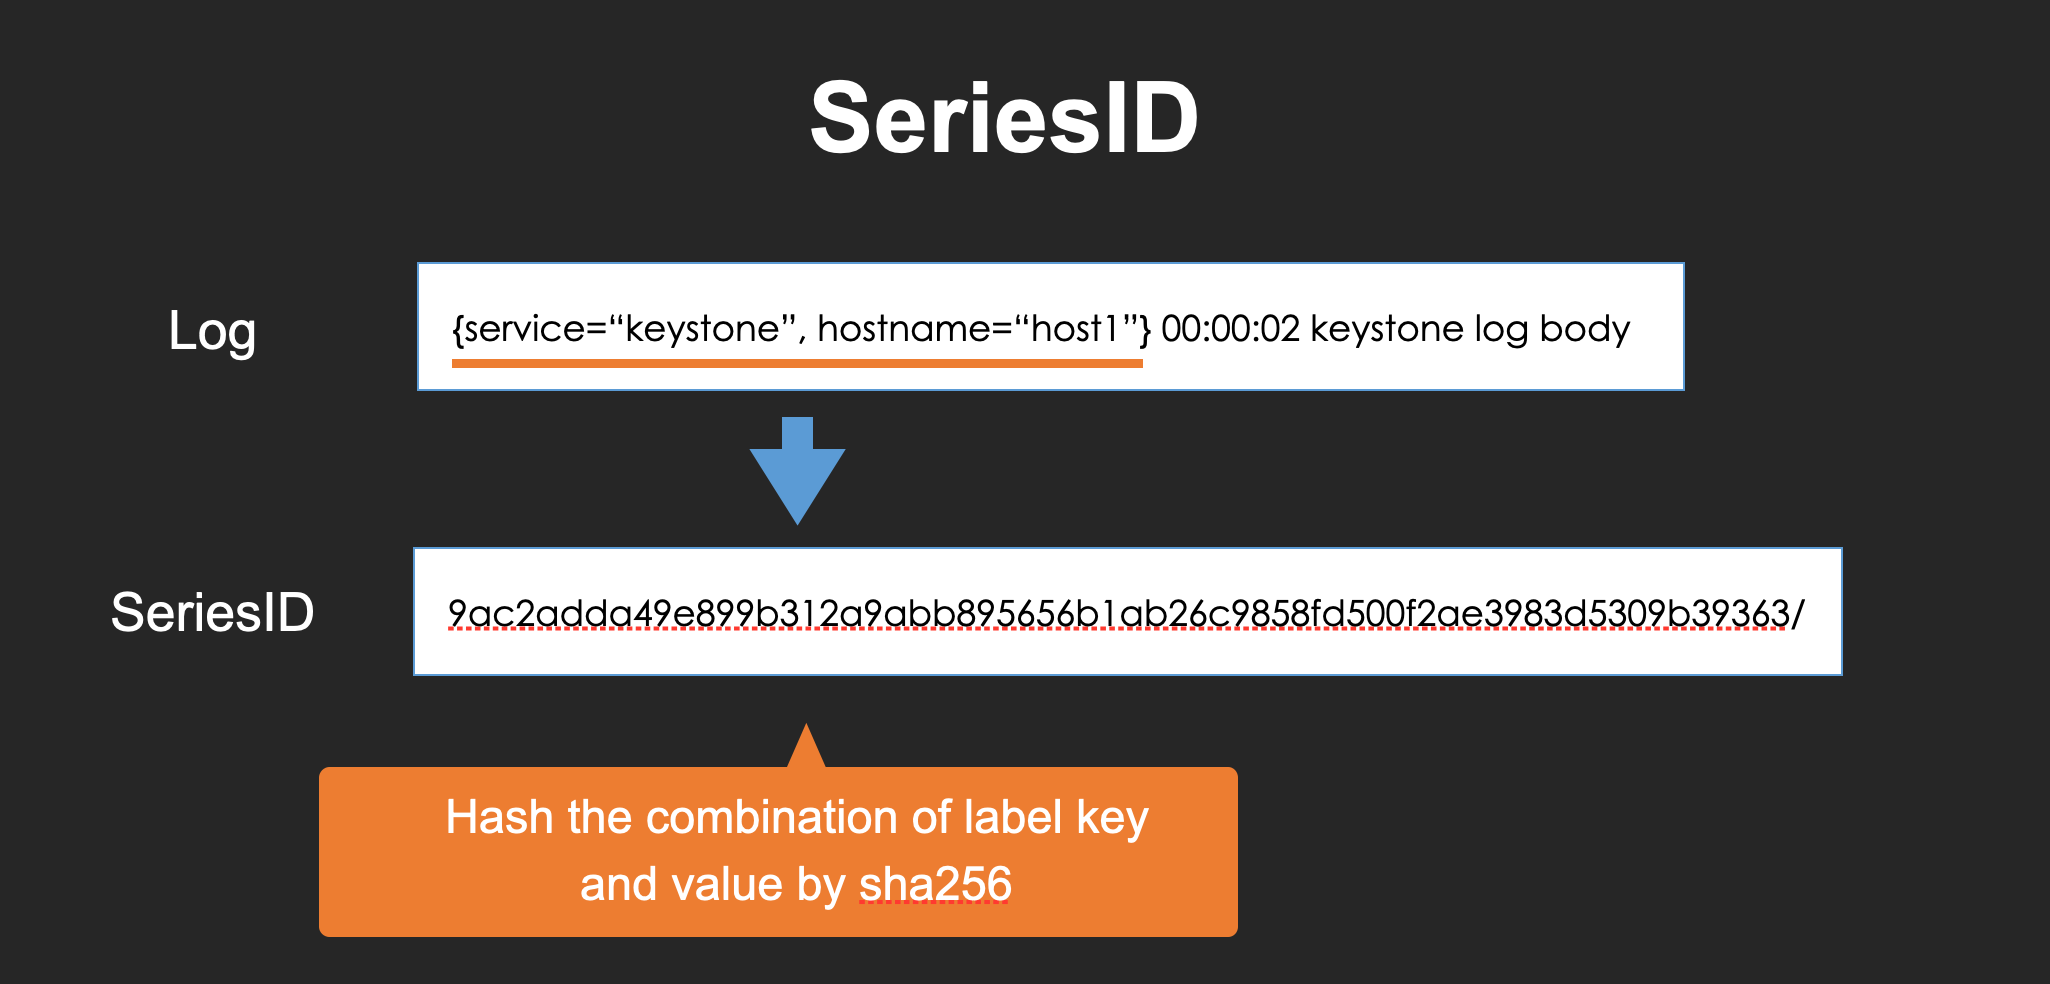 SeriesID
Log
{service=“keystone”, hostname=“host1”} 00:00:02 keystone log body
SeriesID
9ac2adda49e899b312a9abb895656b1ab26c9858fd500f2ae3983d5309b39363/
Hash the combination of label key
and value by sha256